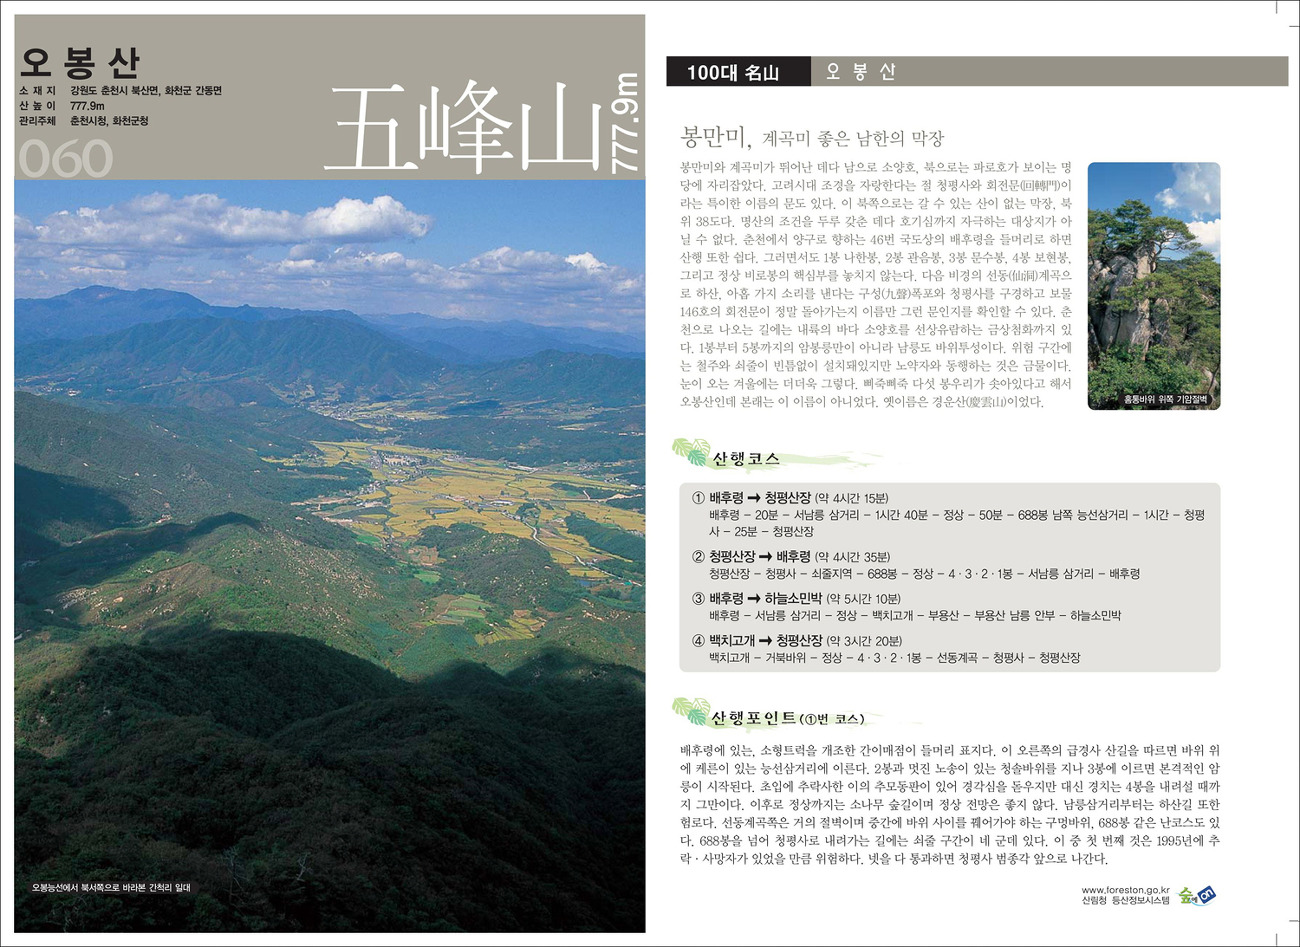 오봉산
소 재 지 강원도 춘천시 북산면, 화천군 간동면
산 높 이 777.9m
관리주체 춘천시청, 화천군청
060
五峰山
777.9m
오봉능선에서 북서쪽으로 바라본 간척리 일대
100대 名山 오 봉 산
봉만미, 계곡미 좋은 남한의 막장
봉만미와 계곡미가 뛰어난 데다 남으로 소양호, 북으로는 파로호가 보이는 명
당에 자리잡았다. 고려시대 조경을 자랑한다는 절 청평사와 회전문(回轉門)이
라는 특이한 이름의 문도 있다. 이 북쪽으로는 갈 수 있는 산이 없는 막장, 북
위 38도다. 명산의 조건을 두루 갖춘 데다 호기심까지 자극하는 대상지가 아
닐 수 없다. 춘천에서 양구로 향하는 46번 국도상의 배후령을 들머리로 하면
산행 또한 쉽다. 그러면서도 1봉 나한봉, 2봉 관음봉, 3봉 문수봉, 4봉 보현봉,
그리고 정상 비로봉의 핵심부를 놓치지 않는다. 다음 비경의 선동(仙洞)계곡으
로 하산, 아홉 가지 소리를 낸다는 구성(九聲)폭포와 청평사를 구경하고 보물
146호의 회전문이 정말 돌아가는지 이름만 그런 문인지를 확인할 수 있다. 춘
천으로 나오는 길에는 내륙의 바다 소양호를 선상유람하는 금상첨화까지 있
다. 1봉부터 5봉까지의 암봉릉만이 아니라 남릉도 바위투성이다. 위험 구간에
는 철주와 쇠줄이 빈틈없이 설치돼있지만 노약자와 동행하는 것은 금물이다.
눈이 오는 겨울에는 더더욱 그렇다. 삐죽삐죽 다섯 봉우리가 솟아있다고 해서
오봉산인데 본래는 이 이름이 아니었다. 옛이름은 경운산(慶雲山)이었다.
홈통바위 위쪽 기암절벽
산행코스
① 배후령 ➞ 청평산장 (약 4시간 15분)
배후령 – 20분 – 서남릉 삼거리 – 1시간 40분 – 정상 – 50분 – 688봉 남쪽 능선삼거리 – 1시간 – 청평
사 – 25분 – 청평산장
② 청평산장 ➞ 배후령 (약 4시간 35분)
청평산장 – 청평사 – 쇠줄지역 – 688봉 – 정상 – 4 · 3 · 2 · 1봉 – 서남릉 삼거리 – 배후령
③ 배후령 ➞ 하늘소민박 (약 5시간 10분)
배후령 – 서남릉 삼거리 – 정상 – 백치고개 – 부용산 – 부용산 남릉 안부 – 하늘소민박
④ 백치고개 ➞ 청평산장 (약 3시간 20분)
백치고개 – 거북바위 – 정상 – 4 · 3 · 2 · 1봉 – 선동계곡 – 청평사 – 청평산장
산행포인트(①번 코스)
배후령에 있는, 소형트럭을 개조한 간이매점이 들머리 표지다. 이 오른쪽의 급경사 산길을 따르면 바위 위
에 케른이 있는 능선삼거리에 이른다. 2봉과 멋진 노송이 있는 청솔바위를 지나 3봉에 이르면 본격적인 암
릉이 시작된다. 초입에 추락사한 이의 추모동판이 있어 경각심을 돋우지만 대신 경치는 4봉을 내려설 때까
지 그만이다. 이후로 정상까지는 소나무 숲길이며 정상 전망은 좋지 않다. 남릉삼거리부터는 하산길 또한
험로다. 선동계곡쪽은 거의 절벽이며 중간에 바위 사이를 꿰어가야 하는 구멍바위, 688봉 같은 난코스도 있
다. 688봉을 넘어 청평사로 내려가는 길에는 쇠줄 구간이 네 군데 있다. 이 중 첫 번째 것은 1995년에 추
락 · 사망자가 있었을 만큼 위험하다. 넷을 다 통과하면 청평사 범종각 앞으로 나간다.
www.foreston.go.kr
산림청 등산정보시스템
숲에on